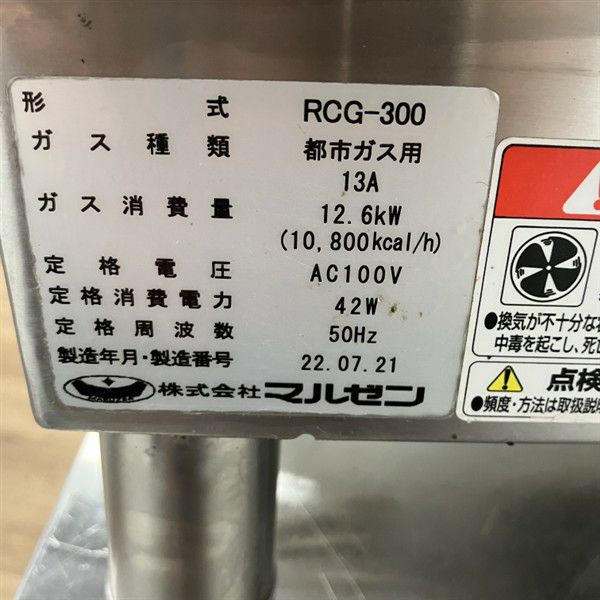 形式 RCG-300
ガス種類 都市ガス用
13A
ガス消費量 12.6kW
(10,800kcal/h)
定格電圧 AC100V
定格消費電力 42W
定格周波数 50Hz
製造年月・製造番号 22.07.21
MARUZEN 株式会社マルゼン
●換気が不十分な
中毒を起こし、死
点検
●頻度・方法は取扱説